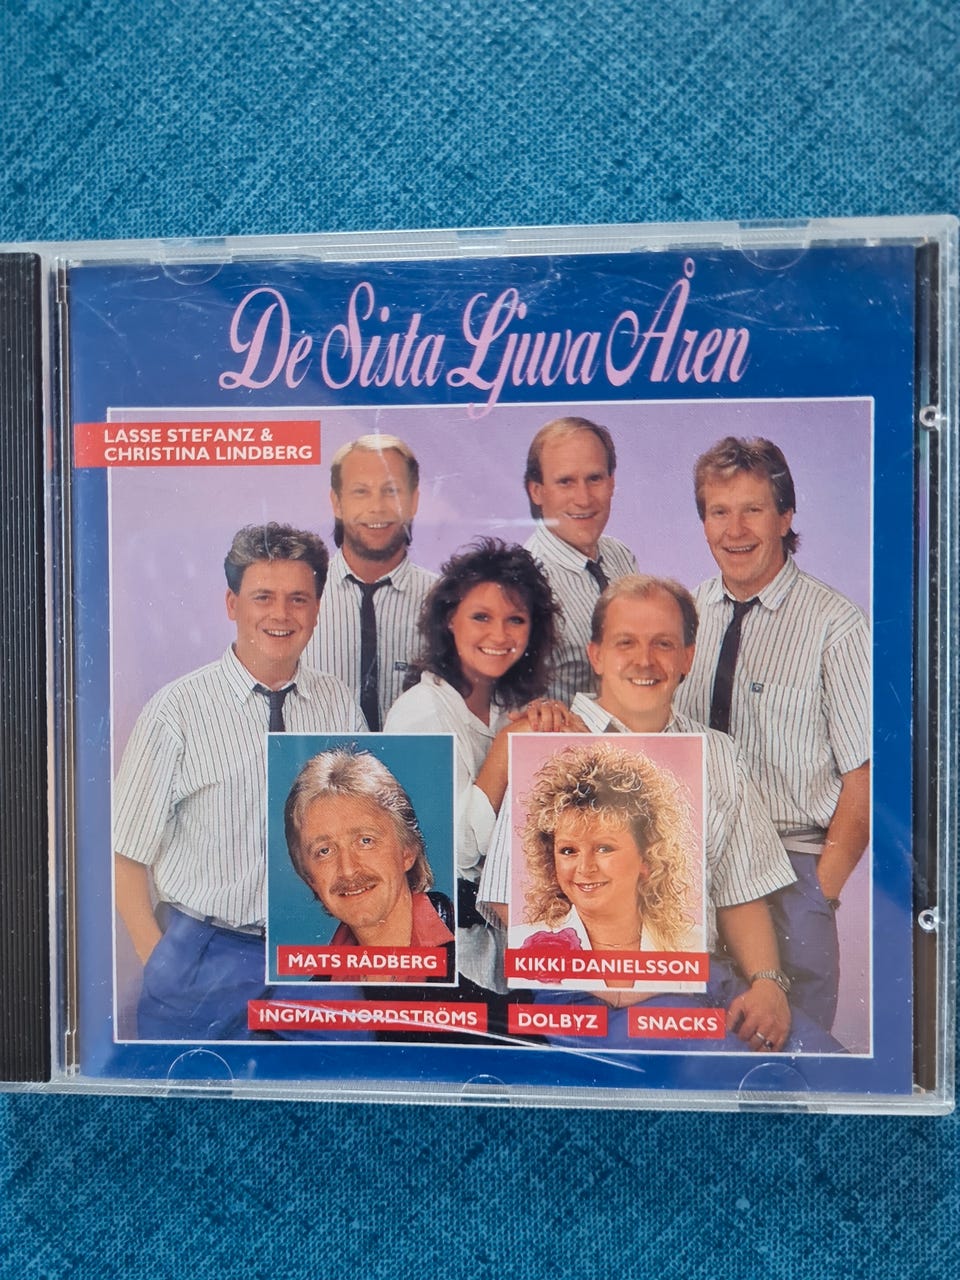 De Sista Ljuva Åren
LASSE STEFANZ &
CHRISTINA LINDBERG
MATS RÅDBERG
KIKKI DANIELSSON
INGMAR NORDSTRÖMS
DOLBYZ
SNACKS